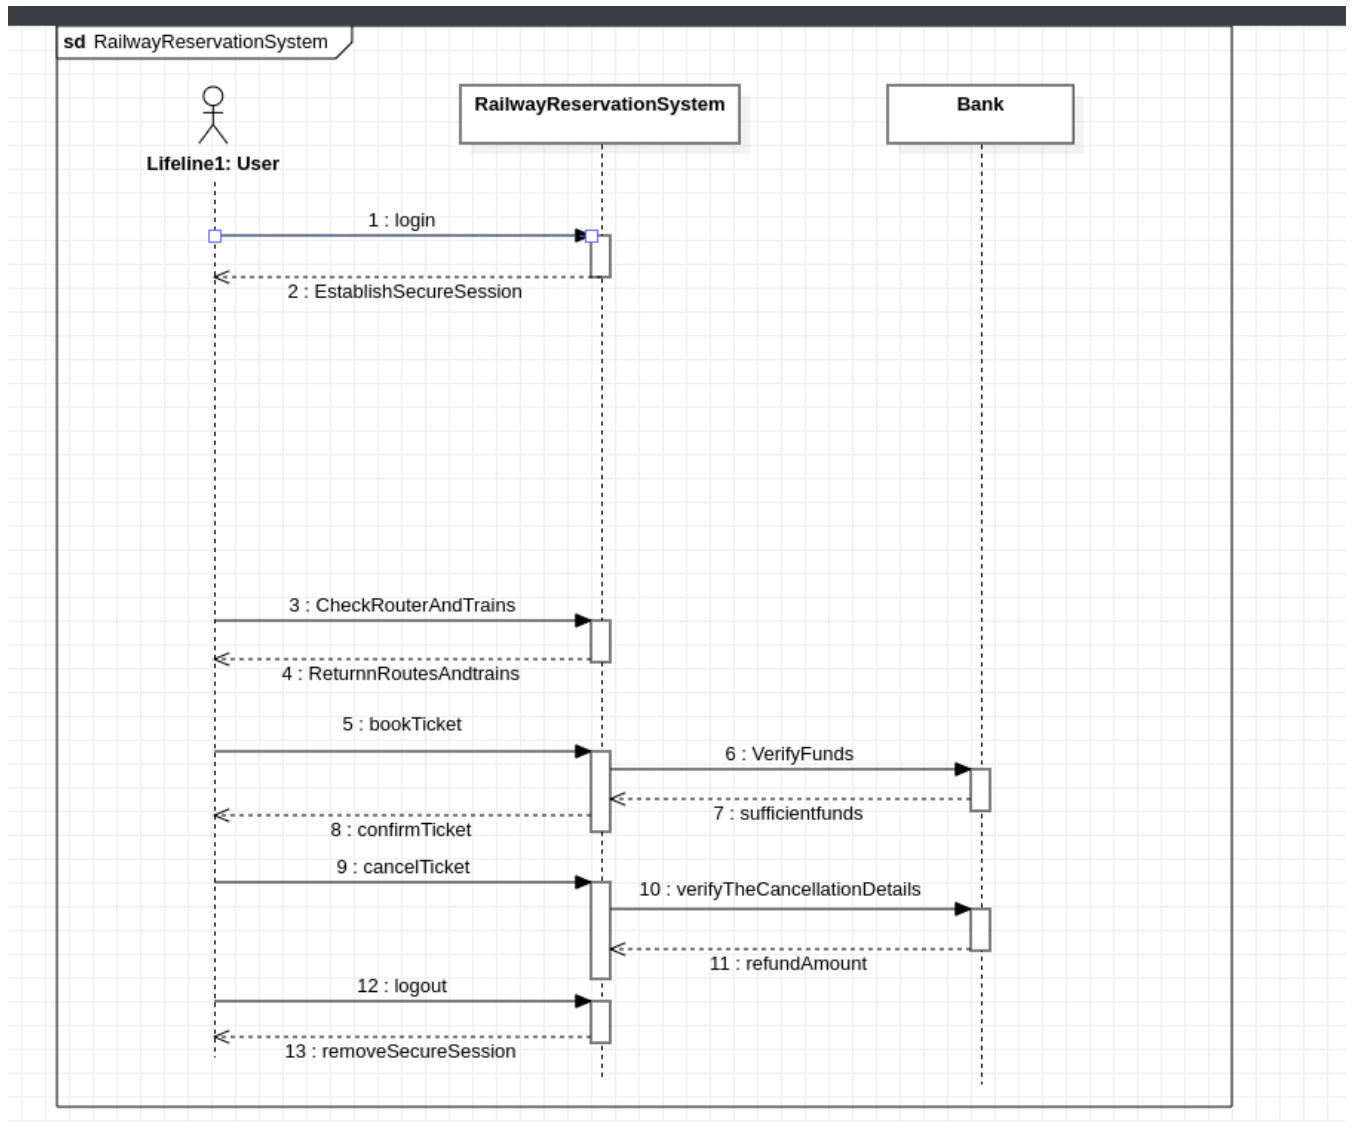 sd RailwayReservationSystem
Lifeline1: User
RailwayReservationSystem
Bank
1 : login
2 : EstablishSecureSession
3 : CheckRouterAndTrains
4 : ReturnnRoutesAndtrains
5 : bookTicket
6 : VerifyFunds
7 : sufficientfunds
8 : confirmTicket
9 : cancelTicket
10 : verifyTheCancellationDetails
11 : refundAmount
12 : logout
13 : removeSecureSession